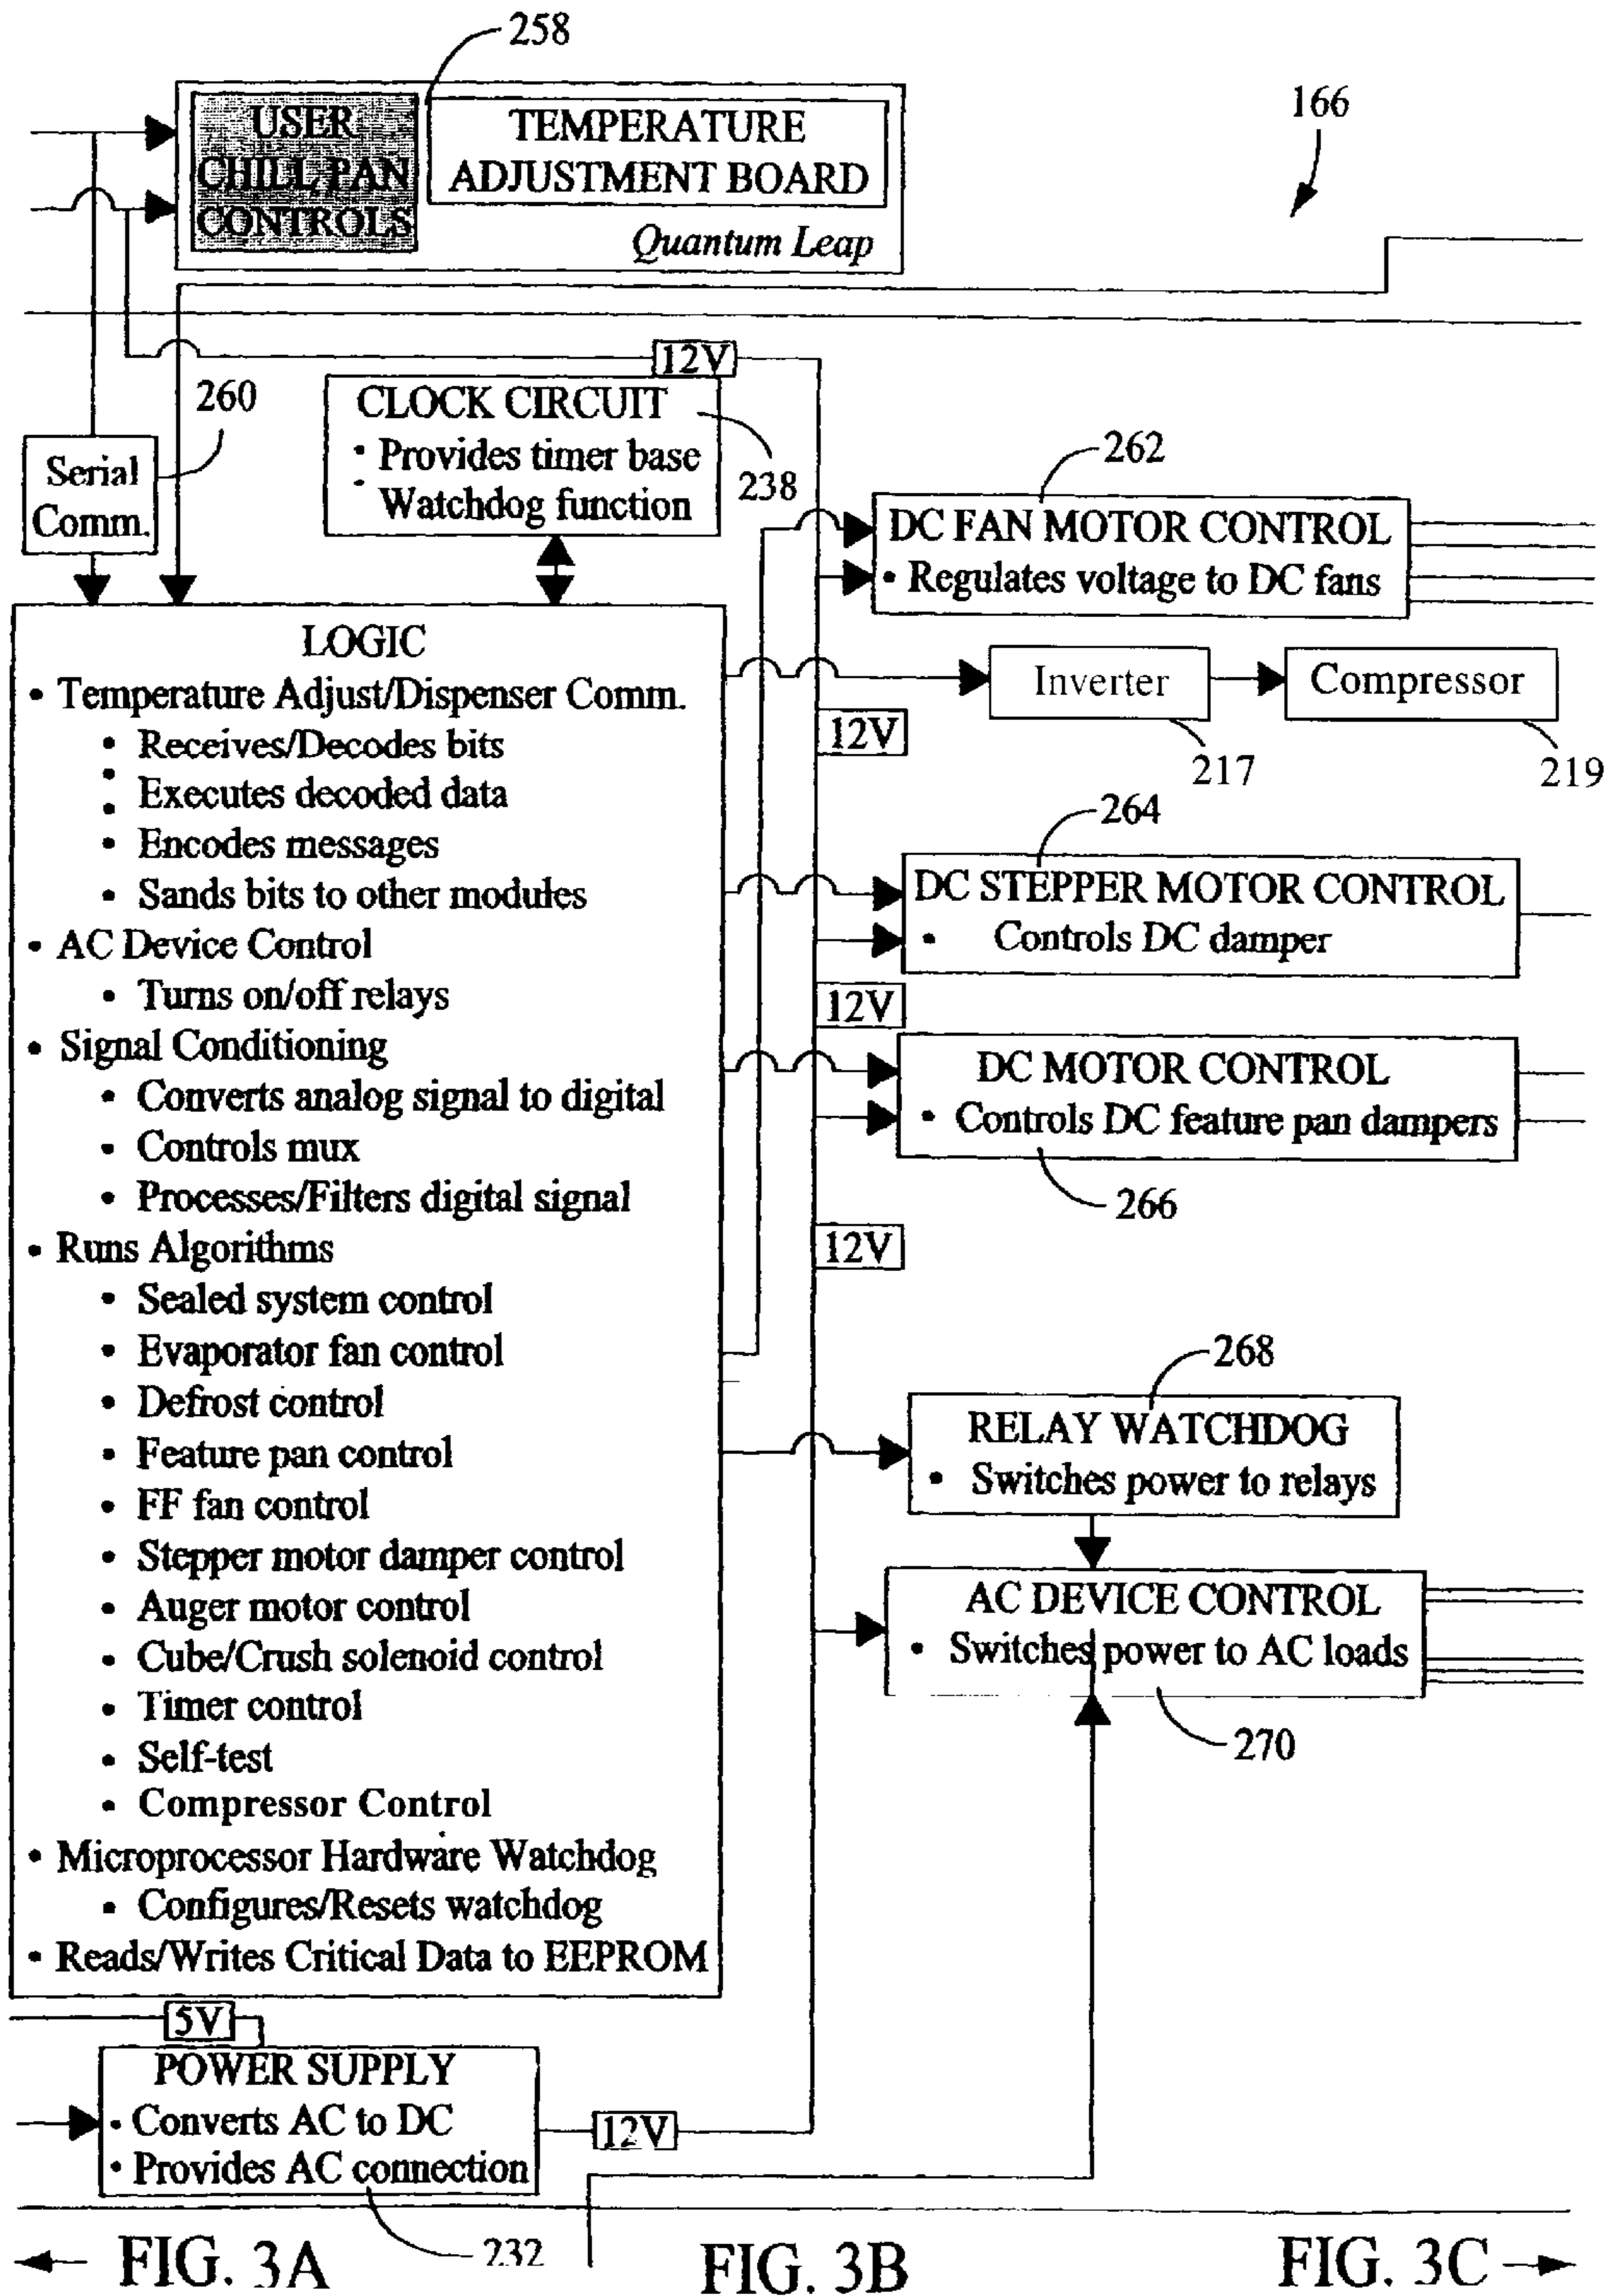 258
166
USER
CHILL PAN
CONTROLS
TEMPERATURE
ADJUSTMENT BOARD
Quantum Leap
12V
260
CLOCK CIRCUIT
• Provides timer base
• Watchdog function
238
Serial
Comm.
262
DC FAN MOTOR CONTROL
• Regulates voltage to DC fans
Inverter
Compressor
217
219
12V
264
DC STEPPER MOTOR CONTROL
• Controls DC damper
12V
DC MOTOR CONTROL
• Controls DC feature pan dampers
266
12V
268
RELAY WATCHDOG
• Switches power to relays
AC DEVICE CONTROL
• Switches power to AC loads
270
LOGIC
• Temperature Adjust/Dispenser Comm.
• Receives/Decodes bits
• Executes decoded data
• Encodes messages
• Sands bits to other modules
• AC Device Control
• Turns on/off relays
• Signal Conditioning
• Converts analog signal to digital
• Controls mux
• Processes/Filters digital signal
• Runs Algorithms
• Sealed system control
• Evaporator fan control
• Defrost control
• Feature pan control
• FF fan control
• Stepper motor damper control
• Auger motor control
• Cube/Crush solenoid control
• Timer control
• Self-test
• Compressor Control
• Microprocessor Hardware Watchdog
• Configures/Resets watchdog
• Reads/Writes Critical Data to EEPROM
5V
POWER SUPPLY
• Converts AC to DC
• Provides AC connection
12V
232
FIG. 3A
FIG. 3B
FIG. 3C